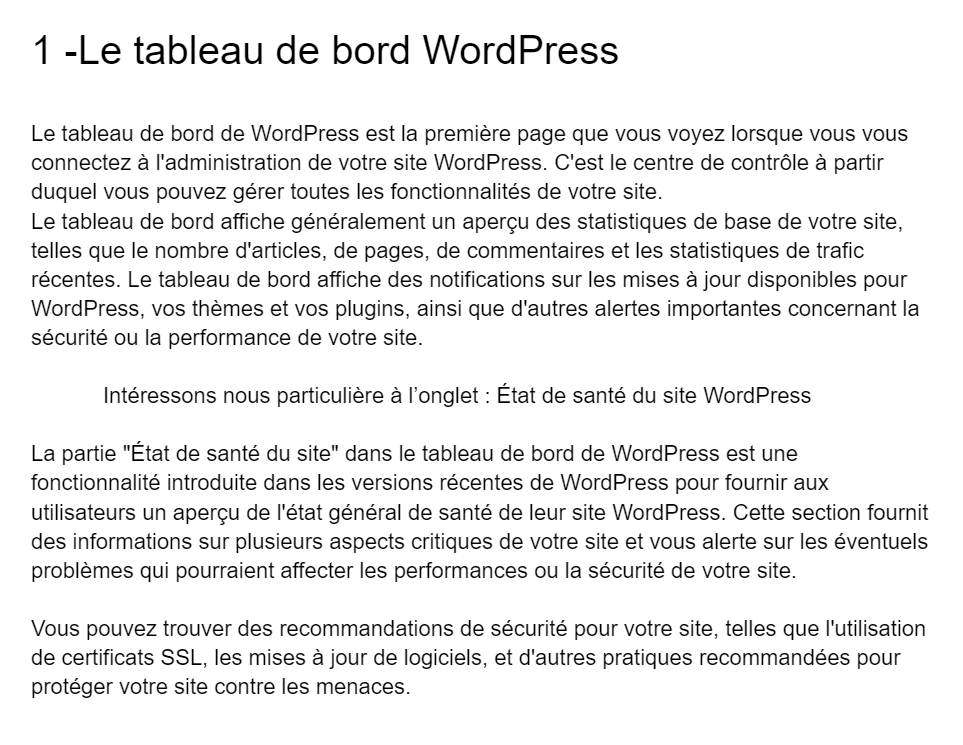 1 -Le tableau de bord WordPress
Le tableau de bord de WordPress est la première page que vous voyez lorsque vous vous
connectez à l'administration de votre site WordPress. C'est le centre de contrôle à partir
duquel vous pouvez gérer toutes les fonctionnalités de votre site.
Le tableau de bord affiche généralement un aperçu des statistiques de base de votre site,
telles que le nombre d'articles, de pages, de commentaires et les statistiques de trafic
récentes. Le tableau de bord affiche des notifications sur les mises à jour disponibles pour
WordPress, vos thèmes et vos plugins, ainsi que d'autres alertes importantes concernant la
sécurité ou la performance de votre site.
Intéressons nous particulière à l’onglet : État de santé du site WordPress
La partie "État de santé du site" dans le tableau de bord de WordPress est une
fonctionnalité introduite dans les versions récentes de WordPress pour fournir aux
utilisateurs un aperçu de l'état général de santé de leur site WordPress. Cette section fournit
des informations sur plusieurs aspects critiques de votre site et vous alerte sur les éventuels
problèmes qui pourraient affecter les performances ou la sécurité de votre site.
Vous pouvez trouver des recommandations de sécurité pour votre site, telles que l'utilisation
de certificats SSL, les mises à jour de logiciels, et d'autres pratiques recommandées pour
protéger votre site contre les menaces.